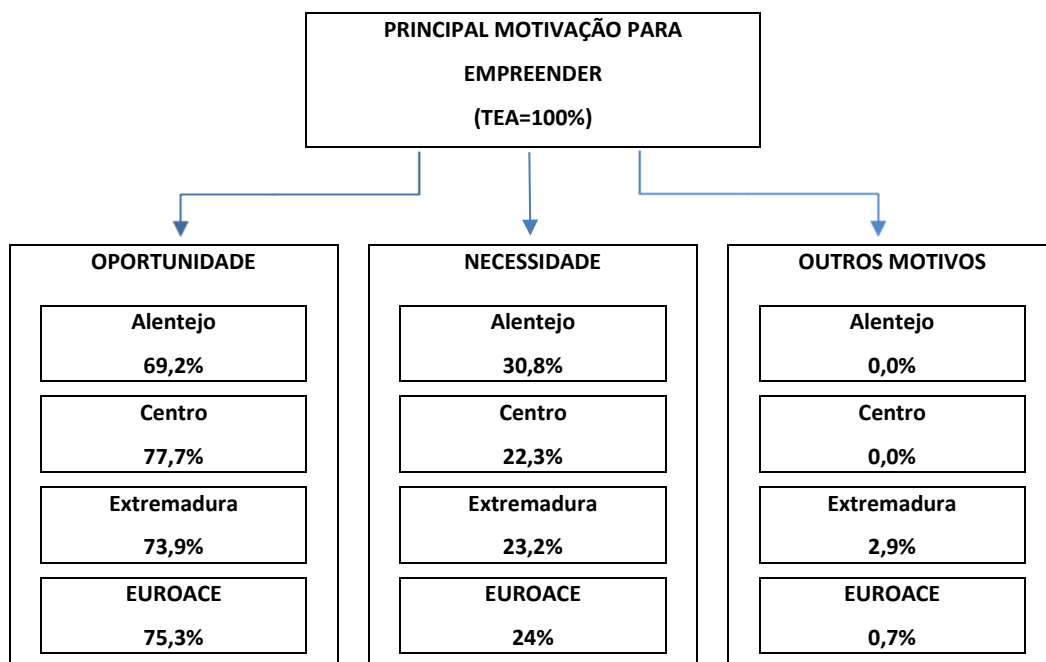 PRINCIPAL MOTIVAÇÃO PARA
EMPREENDER
(TEA=100%)
OPORTUNIDADE
Alentejo
69,2%
Centro
77,7%
Extremadura
73,9%
EUROACE
75,3%
NECESSIDADE
Alentejo
30,8%
Centro
22,3%
Extremadura
23,2%
EUROACE
24%
OUTROS MOTIVOS
Alentejo
0,0%
Centro
0,0%
Extremadura
2,9%
EUROACE
0,7%